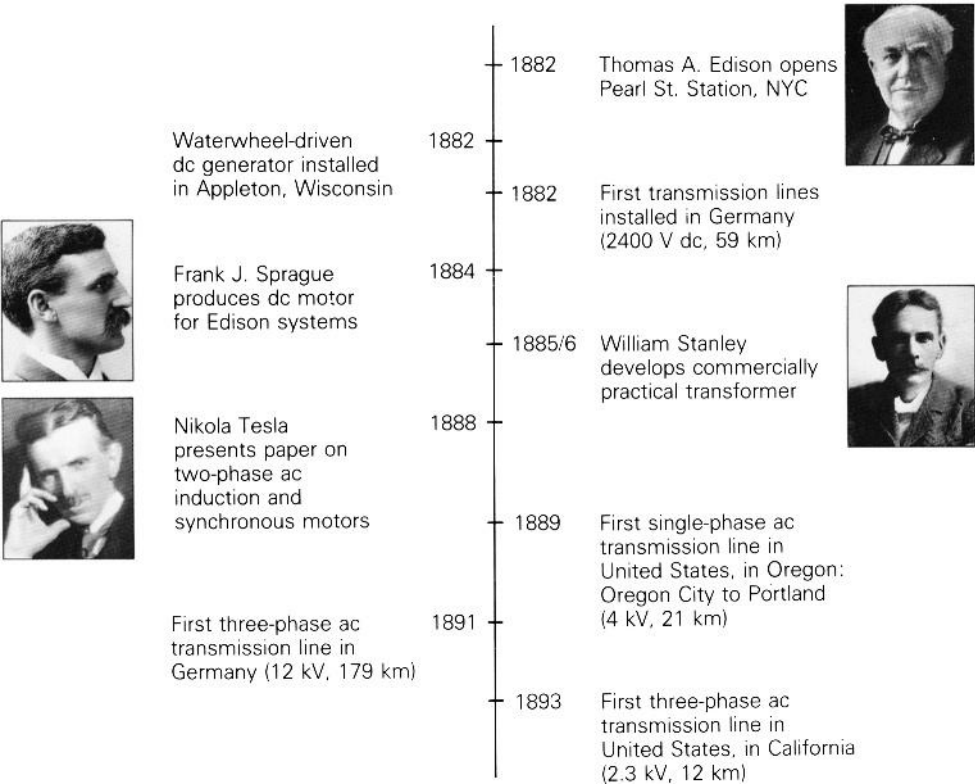 1882
Thomas A. Edison opens
Pearl St. Station, NYC
Waterwheel-driven
dc generator installed
in Appleton, Wisconsin
1882
1882
First transmission lines
installed in Germany
(2400 V dc, 59 km)
Frank J. Sprague
produces dc motor
for Edison systems
1884
1885/6
William Stanley
develops commercially
practical transformer
Nikola Tesla
presents paper on
two-phase ac
induction and
synchronous motors
1888
1889
First single-phase ac
transmission line in
United States, in Oregon:
Oregon City to Portland
(4 kV, 21 km)
First three-phase ac
transmission line in
Germany (12 kV, 179 km)
1891
1893
First three-phase ac
transmission line in
United States, in California
(2.3 kV, 12 km)